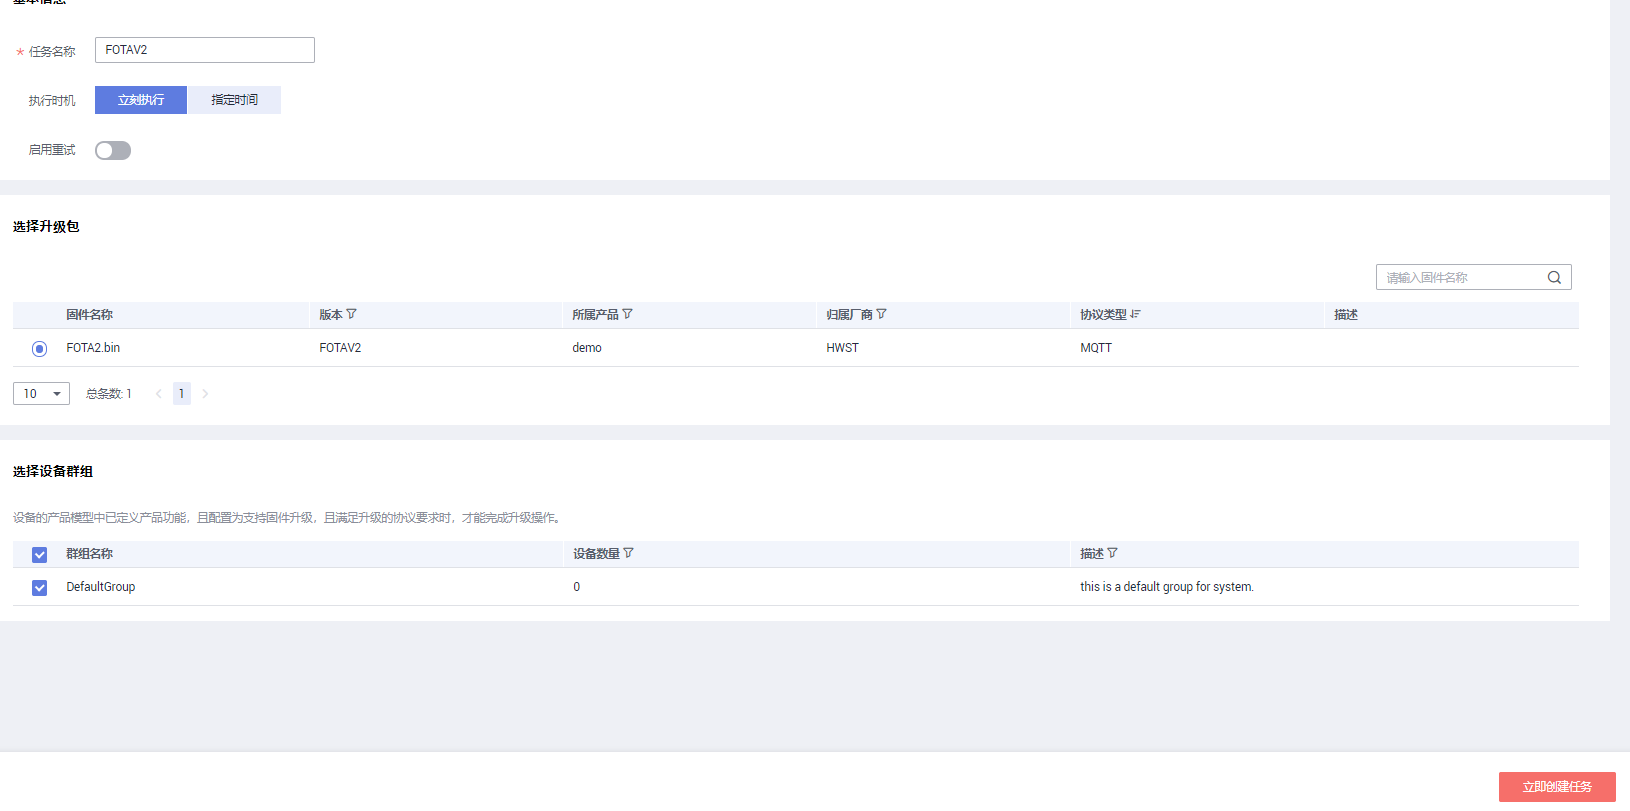 基本信息
* 任务名称 FOTAV2
执行时机 立刻执行 指定时间
启用重试
选择升级包
请输入固件名称
固件名称 版本 所属产品 归属厂商 协议类型 描述
FOTA2.bin FOTAV2 demo HWST MQTT
10 总条数: 1 < 1 >
选择设备群组
设备的产品模型中已定义产品功能，且配置为支持固件升级，且满足升级的协议要求时，才能完成升级操作。
群组名称 设备数量 描述
DefaultGroup 0 this is a default group for system.
立即创建任务